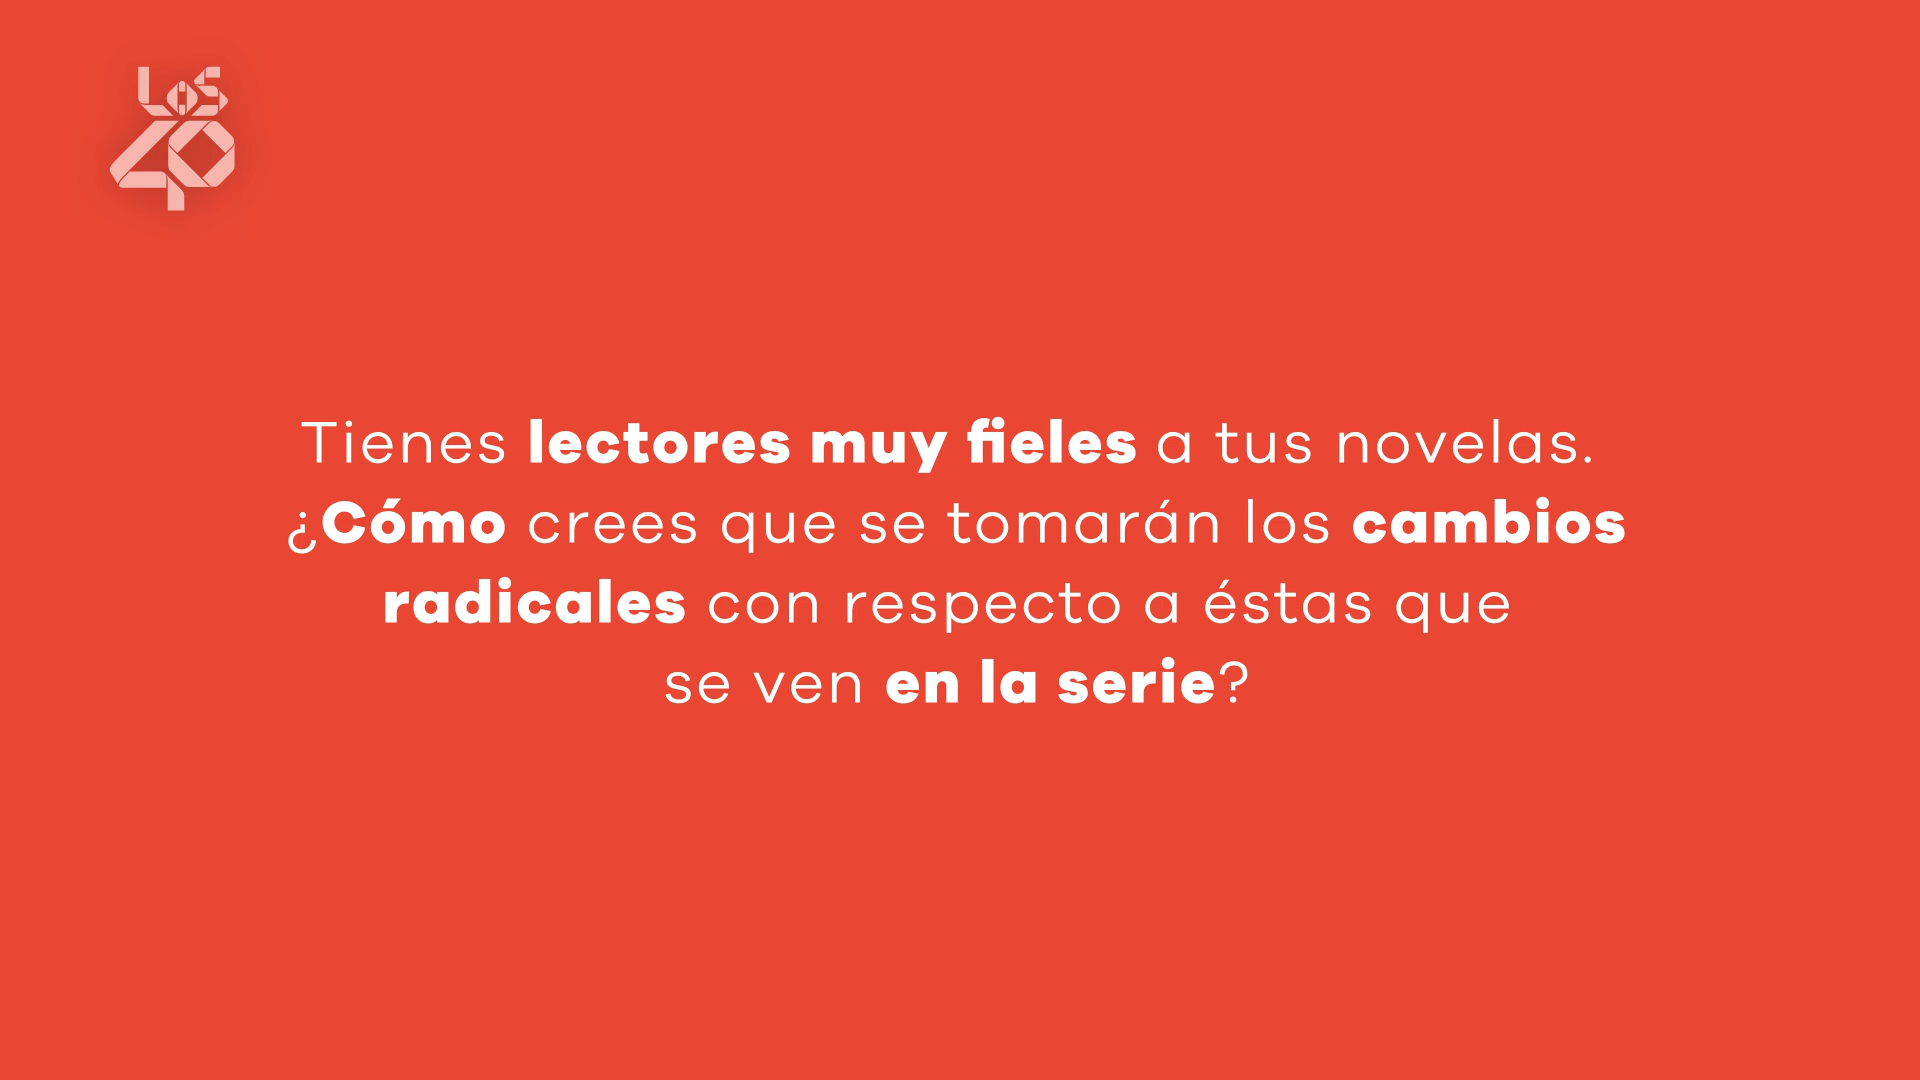 LOS
40
Tienes lectores muy fieles a tus novelas.
¿Cómo crees que se tomarán los cambios
radicales con respecto a éstas que
se ven en la serie?